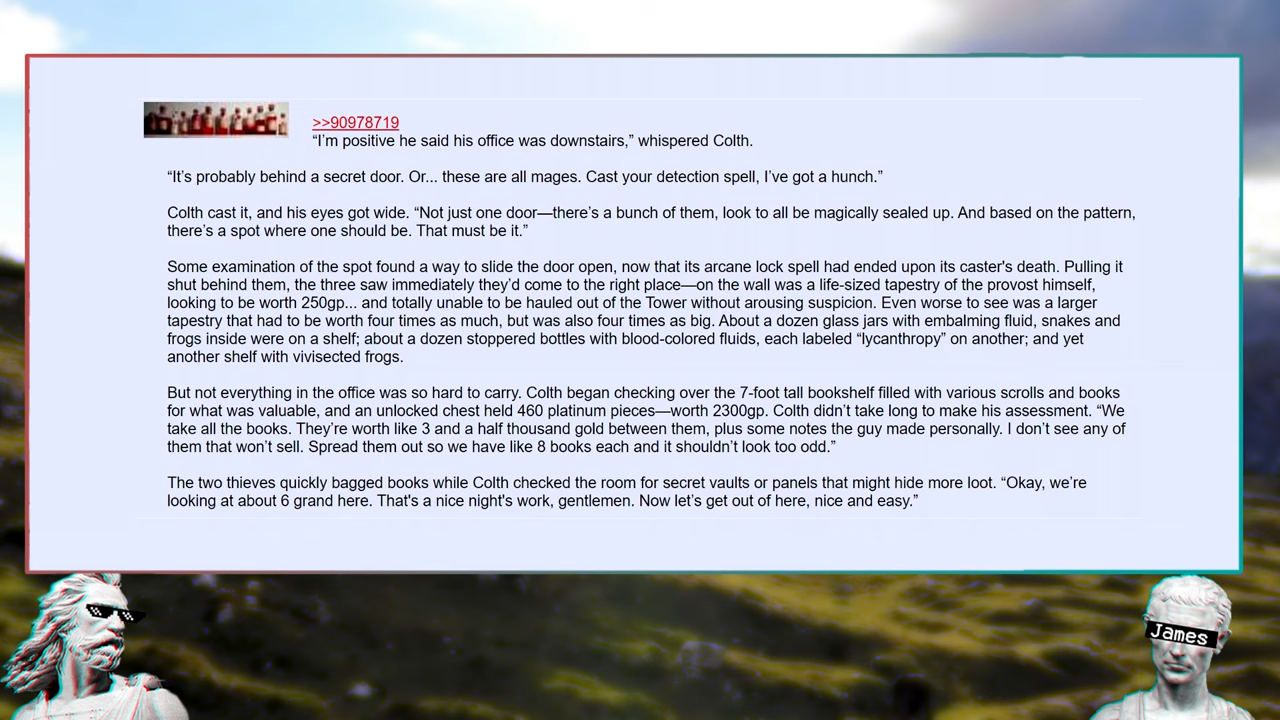 >>90978719
“I’m positive he said his office was downstairs,” whispered Colth.
“It’s probably behind a secret door. Or... these are all mages. Cast your detection spell, I’ve got a hunch.”
Colth cast it, and his eyes got wide. “Not just one door—there’s a bunch of them, look to all be magically sealed up. And based on the pattern,
there’s a spot where one should be. That must be it.”
Some examination of the spot found a way to slide the door open, now that its arcane lock spell had ended upon its caster's death. Pulling it
shut behind them, the three saw immediately they’d come to the right place—on the wall was a life-sized tapestry of the provost himself,
looking to be worth 250gp... and totally unable to be hauled out of the Tower without arousing suspicion. Even worse to see was a larger
tapestry that had to be worth four times as much, but was also four times as big. About a dozen glass jars with embalming fluid, snakes and
frogs inside were on a shelf; about a dozen stoppered bottles with blood-colored fluids, each labeled “lycanthropy” on another; and yet
another shelf with vivisected frogs.
But not everything in the office was so hard to carry. Colth began checking over the 7-foot tall bookshelf filled with various scrolls and books
for what was valuable, and an unlocked chest held 460 platinum pieces—worth 2300gp. Colth didn’t take long to make his assessment. “We
take all the books. They’re worth like 3 and a half thousand gold between them, plus some notes the guy made personally. I don’t see any of
them that won’t sell. Spread them out so we have like 8 books each and it shouldn’t look too odd.”
The two thieves quickly bagged books while Colth checked the room for secret vaults or panels that might hide more loot. “Okay, we’re
looking at about 6 grand here. That's a nice night's work, gentlemen. Now let’s get out of here, nice and easy.”
James